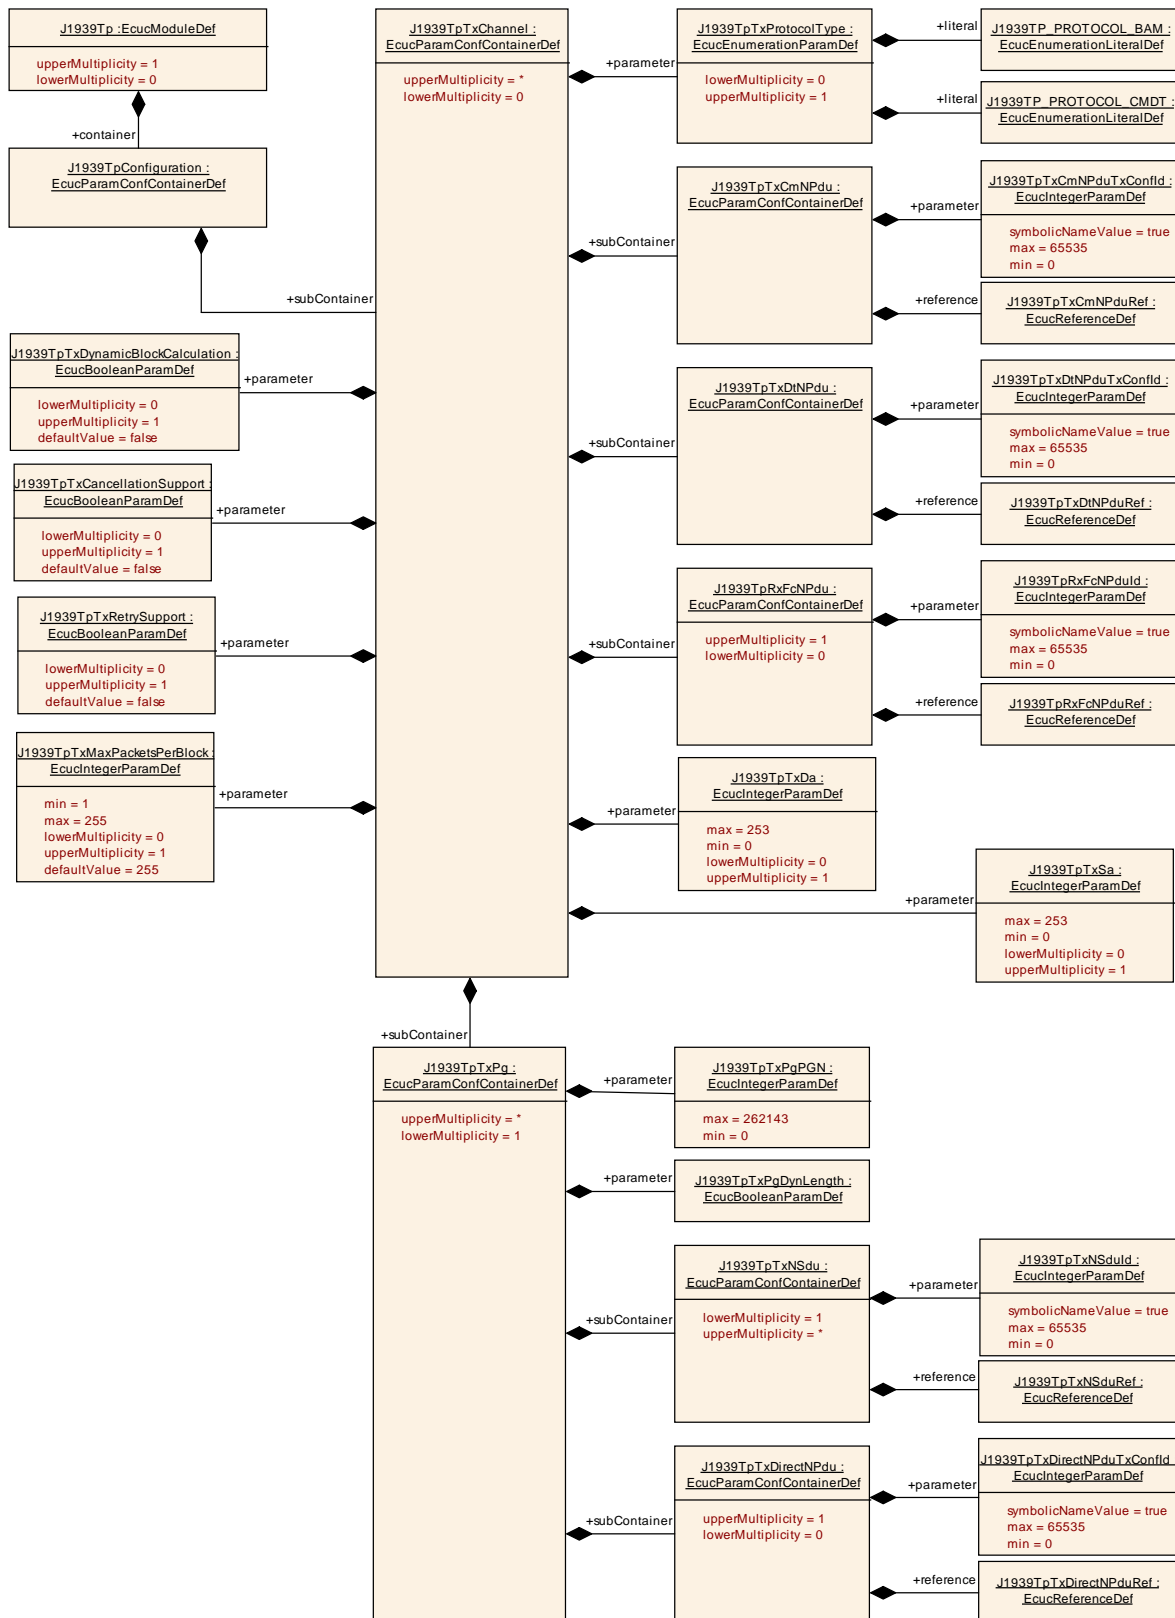 J1939Tp :EcucModuleDef
upperMultiplicity = 1
lowerMultiplicity = 0
+container
J1939TpConfiguration :
EcucParamConfContainerDef
+subContainer
J1939TpTxChannel :
EcucParamConfContainerDef
upperMultiplicity = *
lowerMultiplicity = 0
+parameter
J1939TpTxProtocolType :
EcucEnumerationParamDef
lowerMultiplicity = 0
upperMultiplicity = 1
+literal
J1939TP_PROTOCOL_BAM :
EcucEnumerationLiteralDef
+literal
J1939TP_PROTOCOL_CMDT :
EcucEnumerationLiteralDef
+subContainer
J1939TpTxCmNPdu :
EcucParamConfContainerDef
+parameter
J1939TpTxCmNPduTxConfId :
EcucIntegerParamDef
symbolicNameValue = true
max = 65535
min = 0
+reference
J1939TpTxCmNPduRef :
EcucReferenceDef
J1939TpTxDynamicBlockCalculation :
EcucBooleanParamDef
lowerMultiplicity = 0
upperMultiplicity = 1
defaultValue = false
+parameter
+subContainer
J1939TpTxDtNPdu :
EcucParamConfContainerDef
+parameter
J1939TpTxDtNPduTxConfId :
EcucIntegerParamDef
symbolicNameValue = true
max = 65535
min = 0
+reference
J1939TpTxDtNPduRef :
EcucReferenceDef
J1939TpTxCancellationSupport :
EcucBooleanParamDef
lowerMultiplicity = 0
upperMultiplicity = 1
defaultValue = false
+parameter
J1939TpTxRetrySupport :
EcucBooleanParamDef
lowerMultiplicity = 0
upperMultiplicity = 1
defaultValue = false
+parameter
+subContainer
J1939TpRxFcNPdu :
EcucParamConfContainerDef
upperMultiplicity = 1
lowerMultiplicity = 0
+parameter
J1939TpRxFcNPduId :
EcucIntegerParamDef
symbolicNameValue = true
max = 65535
min = 0
+reference
J1939TpRxFcNPduRef :
EcucReferenceDef
J1939TpTxMaxPacketsPerBlock :
EcucIntegerParamDef
min = 1
max = 255
lowerMultiplicity = 0
upperMultiplicity = 1
defaultValue = 255
+parameter
+parameter
J1939TpTxDa :
EcucIntegerParamDef
max = 253
min = 0
lowerMultiplicity = 0
upperMultiplicity = 1
+parameter
J1939TpTxSa :
EcucIntegerParamDef
max = 253
min = 0
lowerMultiplicity = 0
upperMultiplicity = 1
+subContainer
J1939TpTxPg :
EcucParamConfContainerDef
upperMultiplicity = *
lowerMultiplicity = 1
+parameter
J1939TpTxPgPGN :
EcucIntegerParamDef
max = 262143
min = 0
+parameter
J1939TpTxPgDynLength :
EcucBooleanParamDef
+subContainer
J1939TpTxNSdu :
EcucParamConfContainerDef
lowerMultiplicity = 1
upperMultiplicity = *
+parameter
J1939TpTxNSduId :
EcucIntegerParamDef
symbolicNameValue = true
max = 65535
min = 0
+reference
J1939TpTxNSduRef :
EcucReferenceDef
+subContainer
J1939TpTxDirectNPdu :
EcucParamConfContainerDef
upperMultiplicity = 1
lowerMultiplicity = 0
+parameter
J1939TpTxDirectNPduTxConfId :
EcucIntegerParamDef
symbolicNameValue = true
max = 65535
min = 0
+reference
J1939TpTxDirectNPduRef :
EcucReferenceDef